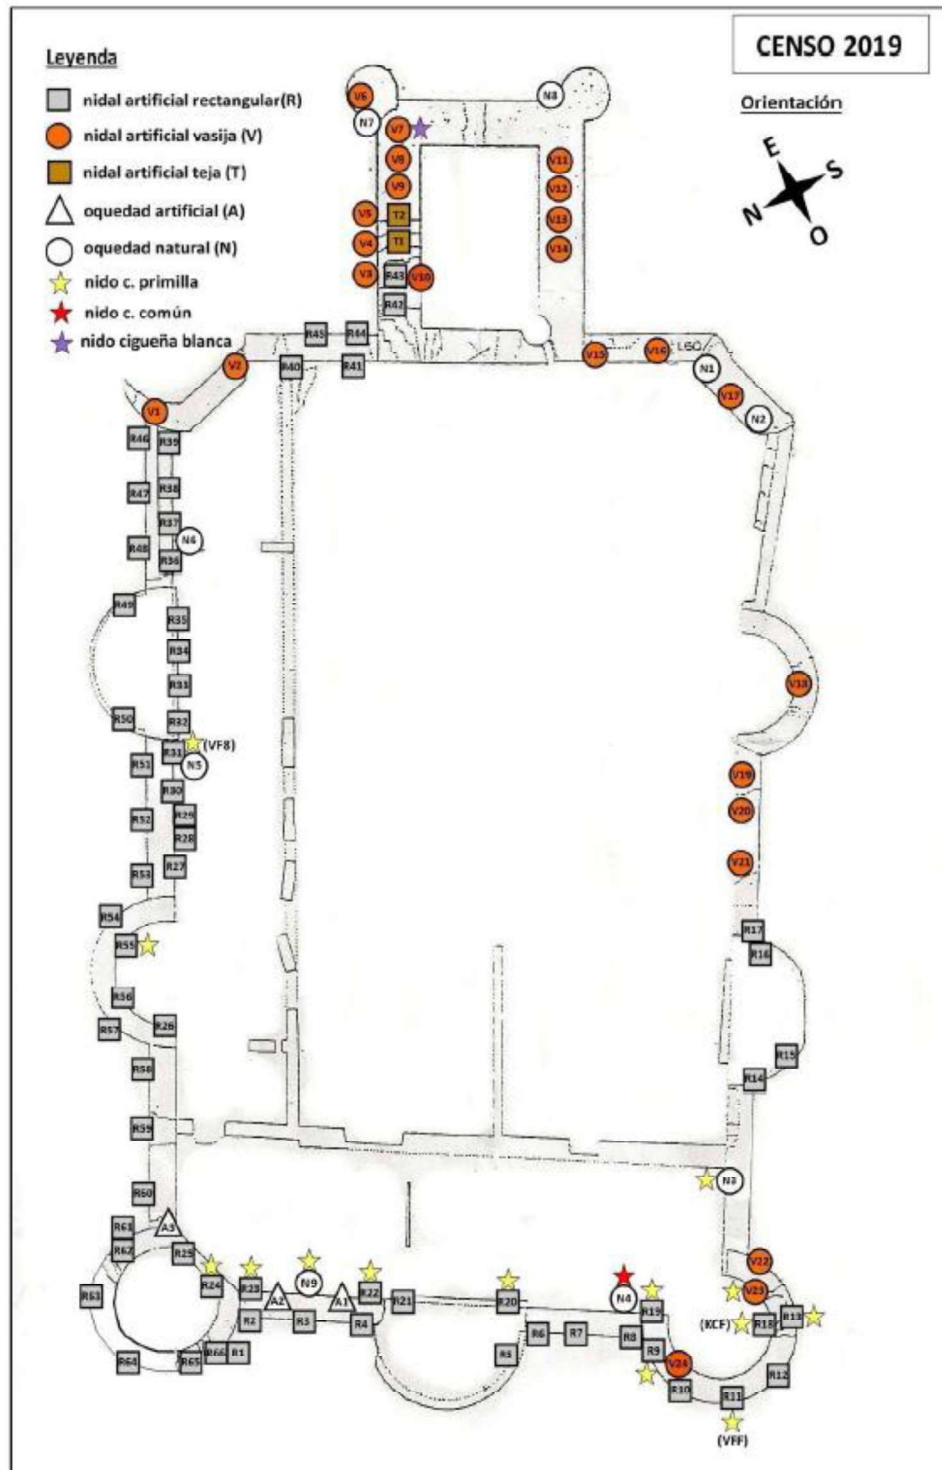 CENSO 2019
Leyenda
nidal artificial rectangular(R)
nidal artificial vasija (V)
nidal artificial teja (T)
oquedad artificial (A)
oquedad natural (N)
nido c. primilla
nido c. común
nido cigueña blanca
Orientación
E
S
N
O
V6
N8
N7
V7
V8
V11
V9
V12
V5
T2
V13
V4
T1
V14
V3
R43
V10
R42
R45
R44
V15
V16
V2
R40
R41
N1
V17
V1
N2
R46
R39
R47
R38
R37
R48
N6
R36
R49
R35
R34
R33
V18
R50
R32
R31
(VF8)
R51
N5
V19
R30
R52
R29
V20
R28
R53
R27
V21
R54
R17
R55
R16
R56
R57
R26
R15
R58
R14
R59
R60
N3
R61
A3
R62
R25
V22
R24
R23
N9
R22
N4
V23
R63
A2
A1
R21
R20
R19
R13
R2
R3
R4
(KCF)
R18
R6
R7
R8
R66
R1
R5
R9
R64
R65
V24
R12
R10
R11
(VFF)